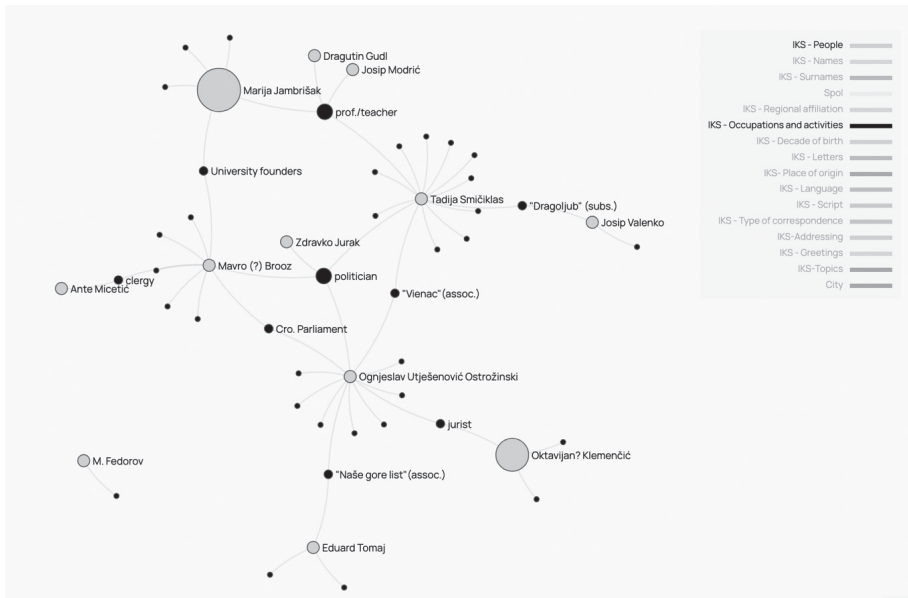 Dragutin Gudl
Josip Modrić
Marija Jambrišak
prof./teacher
University founders
Tadija Smičiklas
"Dragoljub" (subs.)
Josip Valenko
Zdravko Jurak
Mavro (?) Brooz
politician
clergy
Ante Micetić
"Vienac"(assoc.)
Cro. Parliament
Ognjeslav Utješenović Ostrožinski
jurist
Oktavijan? Klemenčić
M. Fedorov
"Naše gore list"(assoc.)
Eduard Tomaj
IKS - People
IKS - Names
IKS - Surnames
Spol
IKS - Regional affiliation
IKS - Occupations and activities
IKS - Decade of birth
IKS - Letters
IKS- Place of origin
IKS - Language
IKS - Script
IKS - Type of correspondence
IKS-Addressing
IKS - Greetings
IKS-Topics
City